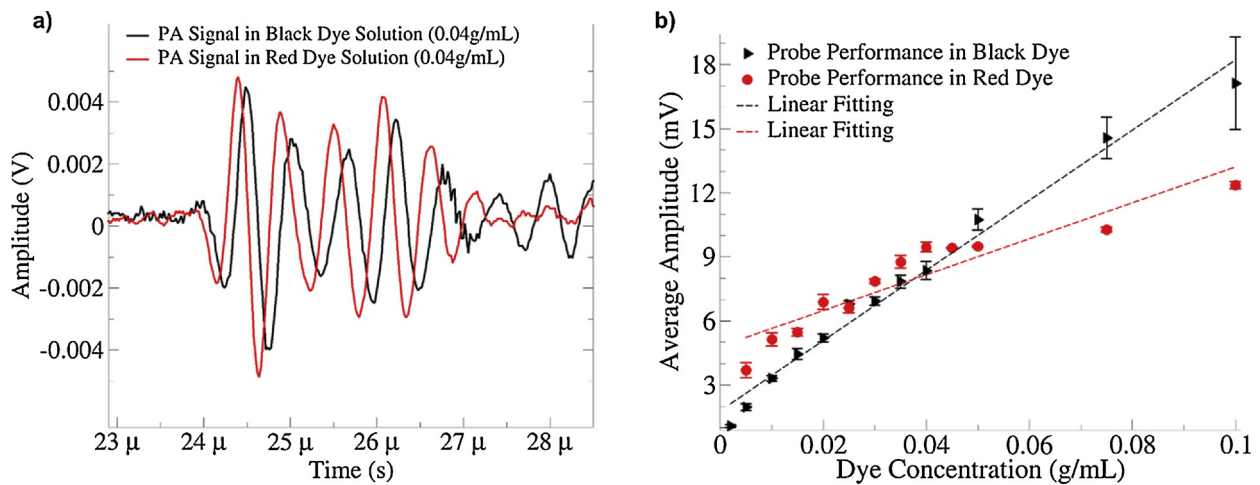 a)
PA Signal in Black Dye Solution (0.04g/mL)
PA Signal in Red Dye Solution (0.04g/mL)
0.004
0.002
0
-0.002
-0.004
Amplitude (V)
23 μ 24 μ 25 μ 26 μ 27 μ 28 μ
Time (s)
b)
Probe Performance in Black Dye
Probe Performance in Red Dye
Linear Fitting
Linear Fitting
18
15
12
9
6
3
Average Amplitude (mV)
0 0.02 0.04 0.06 0.08 0.1
Dye Concentration (g/mL)